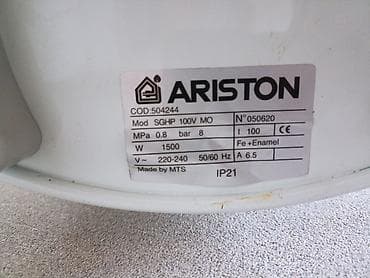 ARISTON
COD.504244
Mod SGHP 100V MO N° 050620
MPa 0.8 bar 8 l 100 CE
W 1500 Fe+Enamel
V~ 220-240 50/60 Hz A 6.5
Made by MTS IP21